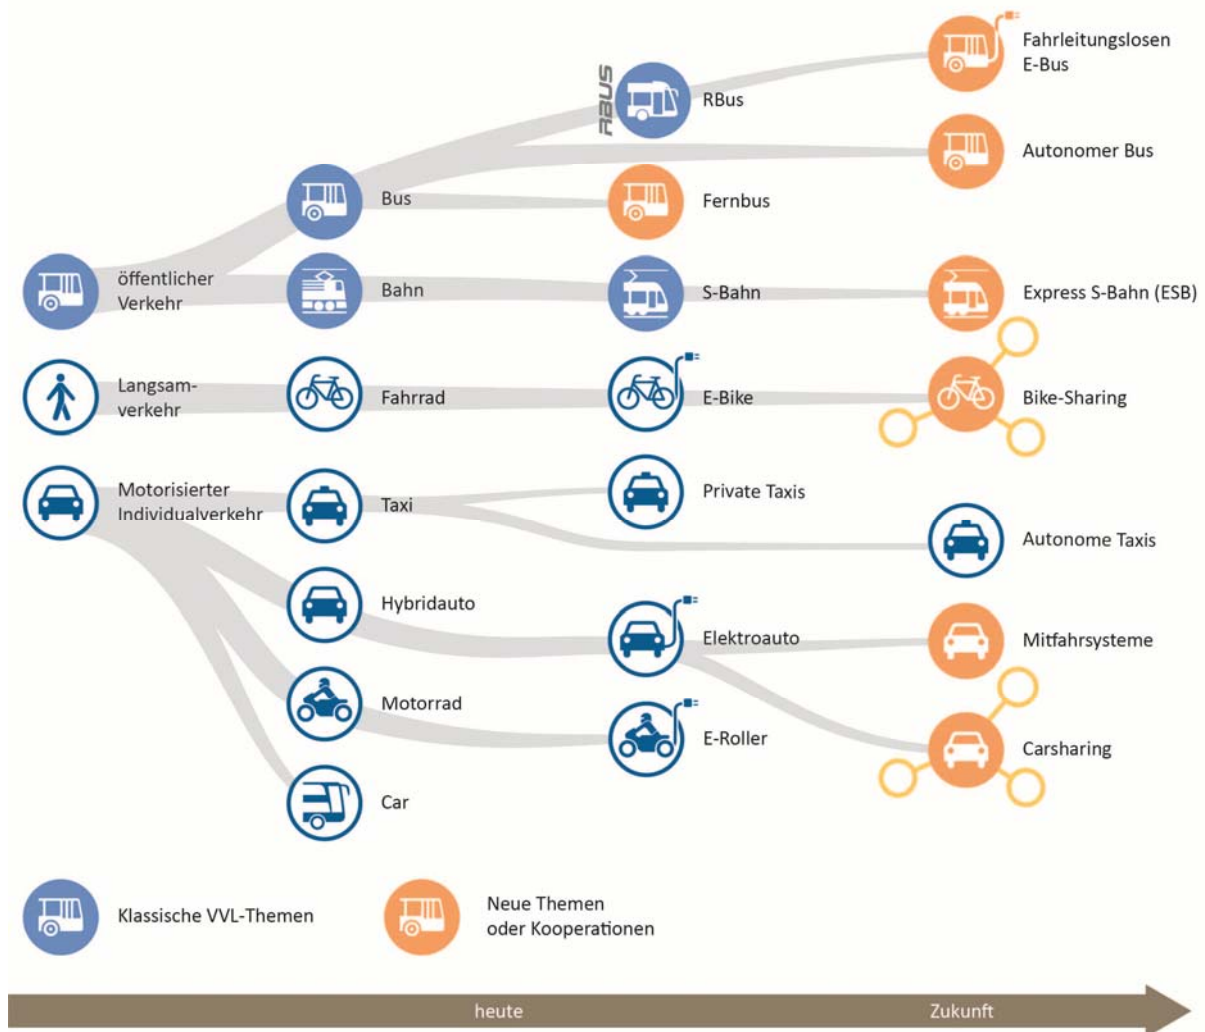 Fahrleitungslosen
E-Bus
RBUS
RBus
Autonomer Bus
Bus
Fernbus
öffentlicher
Verkehr
Bahn
S-Bahn
Express S-Bahn (ESB)
Langsam-
verkehr
Fahrrad
E-Bike
Bike-Sharing
Motorisierter
Individualverkehr
Taxi
Private Taxis
Autonome Taxis
Hybridauto
Elektroauto
Mitfahrsysteme
Motorrad
E-Roller
Carsharing
Car
Klassische VVL-Themen
Neue Themen
oder Kooperationen
heute
Zukunft